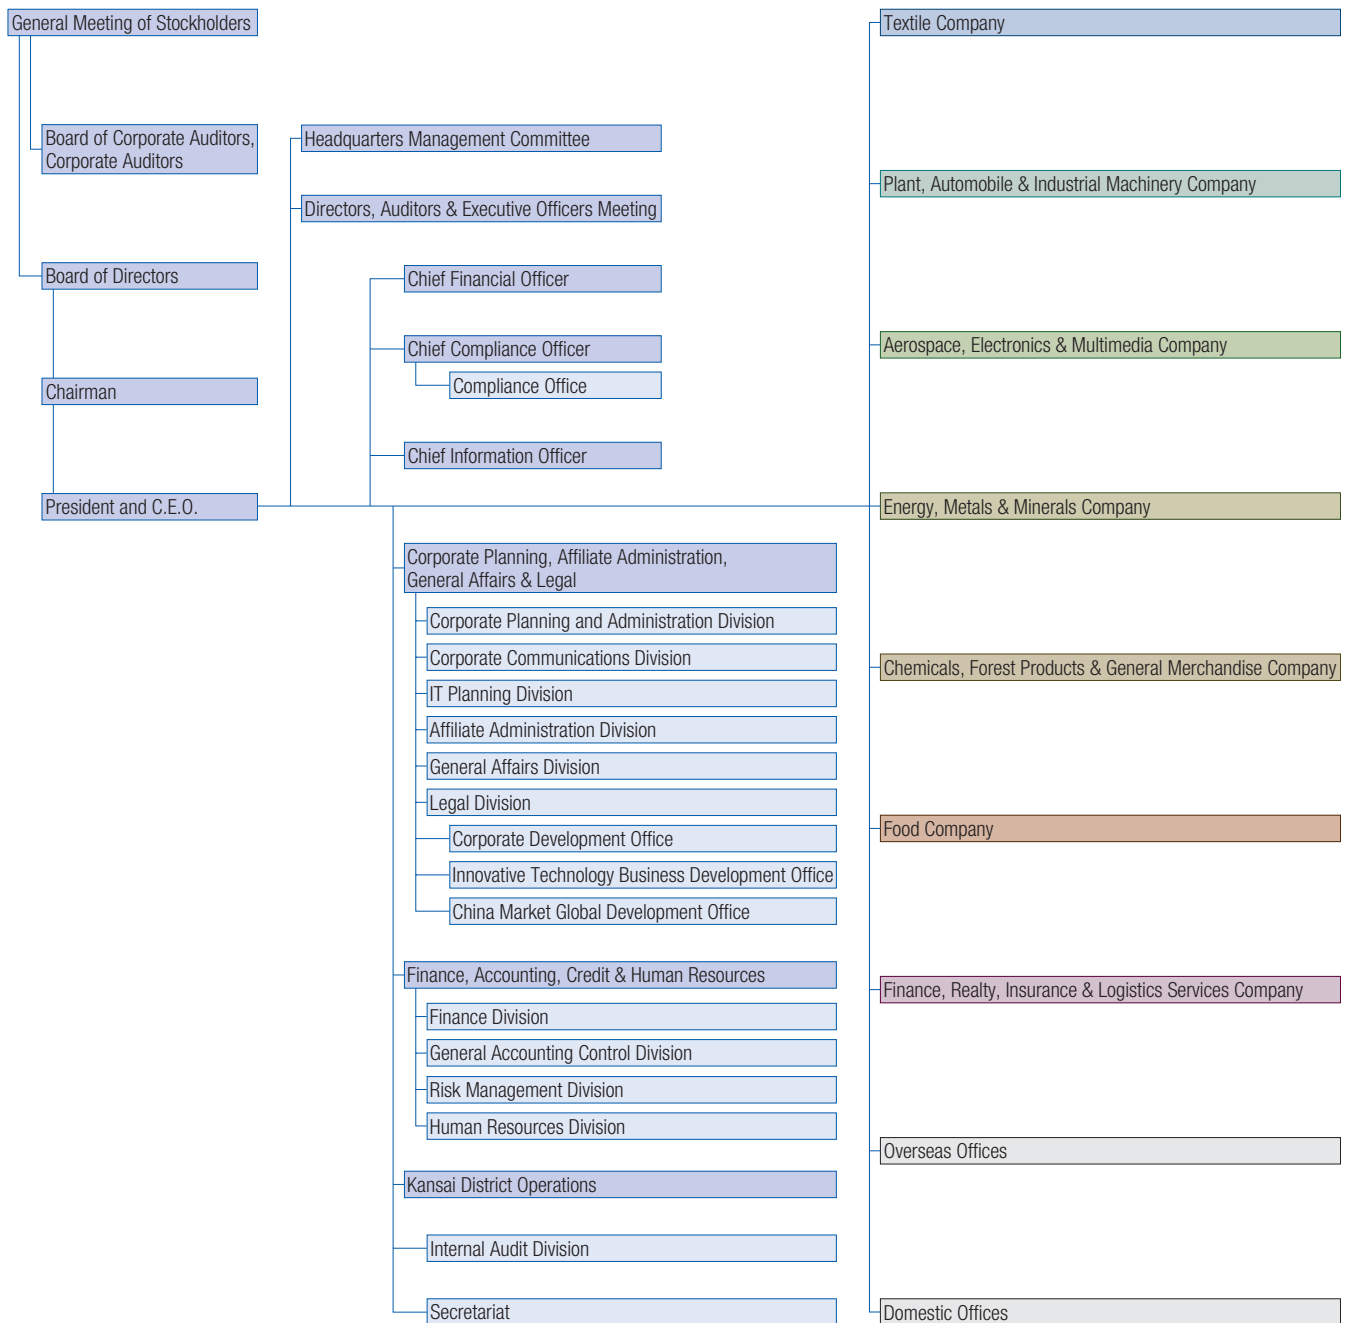 General Meeting of Stockholders
Board of Corporate Auditors,
Corporate Auditors
Board of Directors
Chairman
President and C.E.O.
Headquarters Management Committee
Directors, Auditors & Executive Officers Meeting
Chief Financial Officer
Chief Compliance Officer
Compliance Office
Chief Information Officer
Corporate Planning, Affiliate Administration,
General Affairs & Legal
Corporate Planning and Administration Division
Corporate Communications Division
IT Planning Division
Affiliate Administration Division
General Affairs Division
Legal Division
Corporate Development Office
Innovative Technology Business Development Office
China Market Global Development Office
Finance, Accounting, Credit & Human Resources
Finance Division
General Accounting Control Division
Risk Management Division
Human Resources Division
Kansai District Operations
Internal Audit Division
Secretariat
Textile Company
Plant, Automobile & Industrial Machinery Company
Aerospace, Electronics & Multimedia Company
Energy, Metals & Minerals Company
Chemicals, Forest Products & General Merchandise Company
Food Company
Finance, Realty, Insurance & Logistics Services Company
Overseas Offices
Domestic Offices